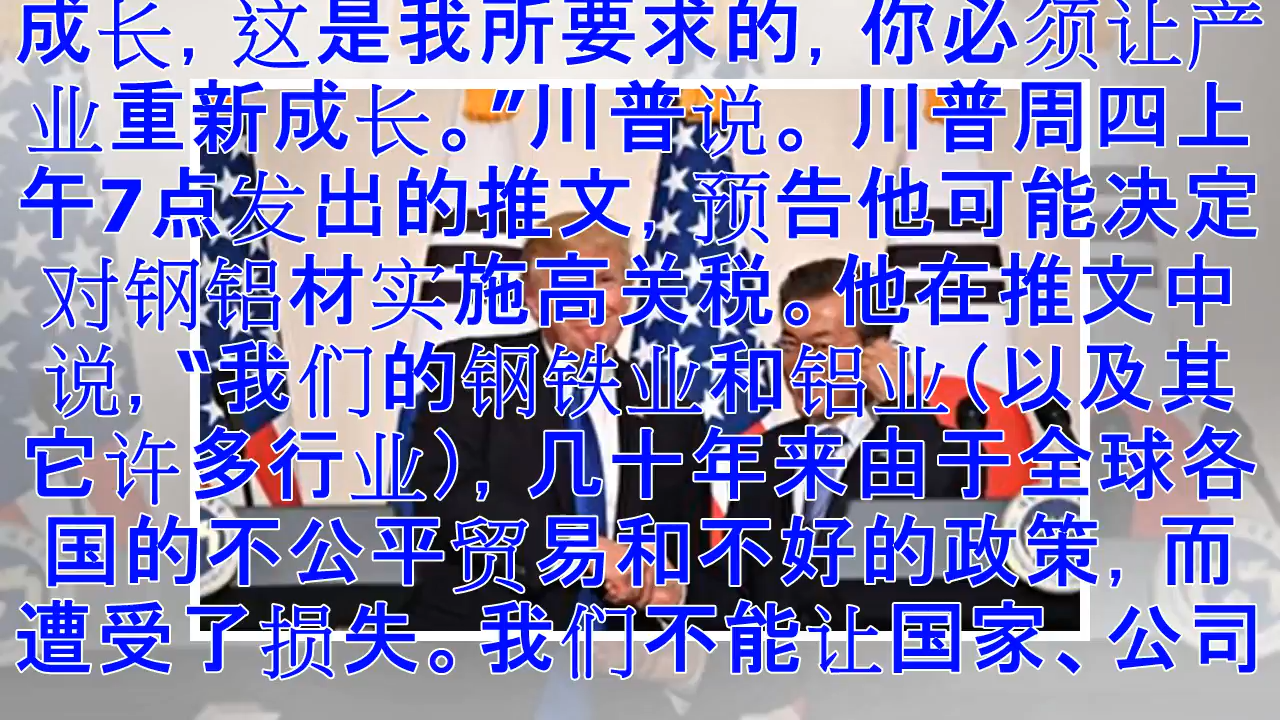 成长, 这是我所要求的, 你必须让产
业重新成长。"川普说。川普周四上
午7点发出的推文, 预告他可能决定
对钢铝材实施高关税。他在推文中
说, "我们的钢铁业和铝业(以及其
它许多行业), 几十年来由于全球各
国的不公平贸易和不好的政策, 而
遭受了损失。我们不能让国家、公司